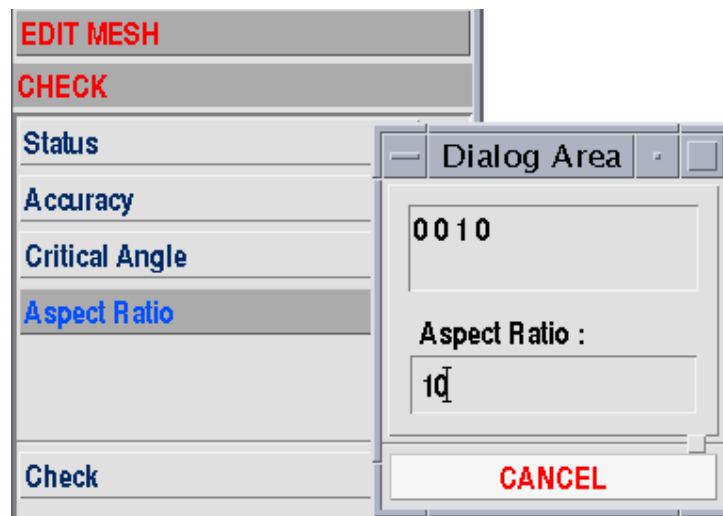 EDIT MESH
CHECK
Status
Accuracy
Critical Angle
Aspect Ratio
Check
Dialog Area
0010
Aspect Ratio :
10
CANCEL